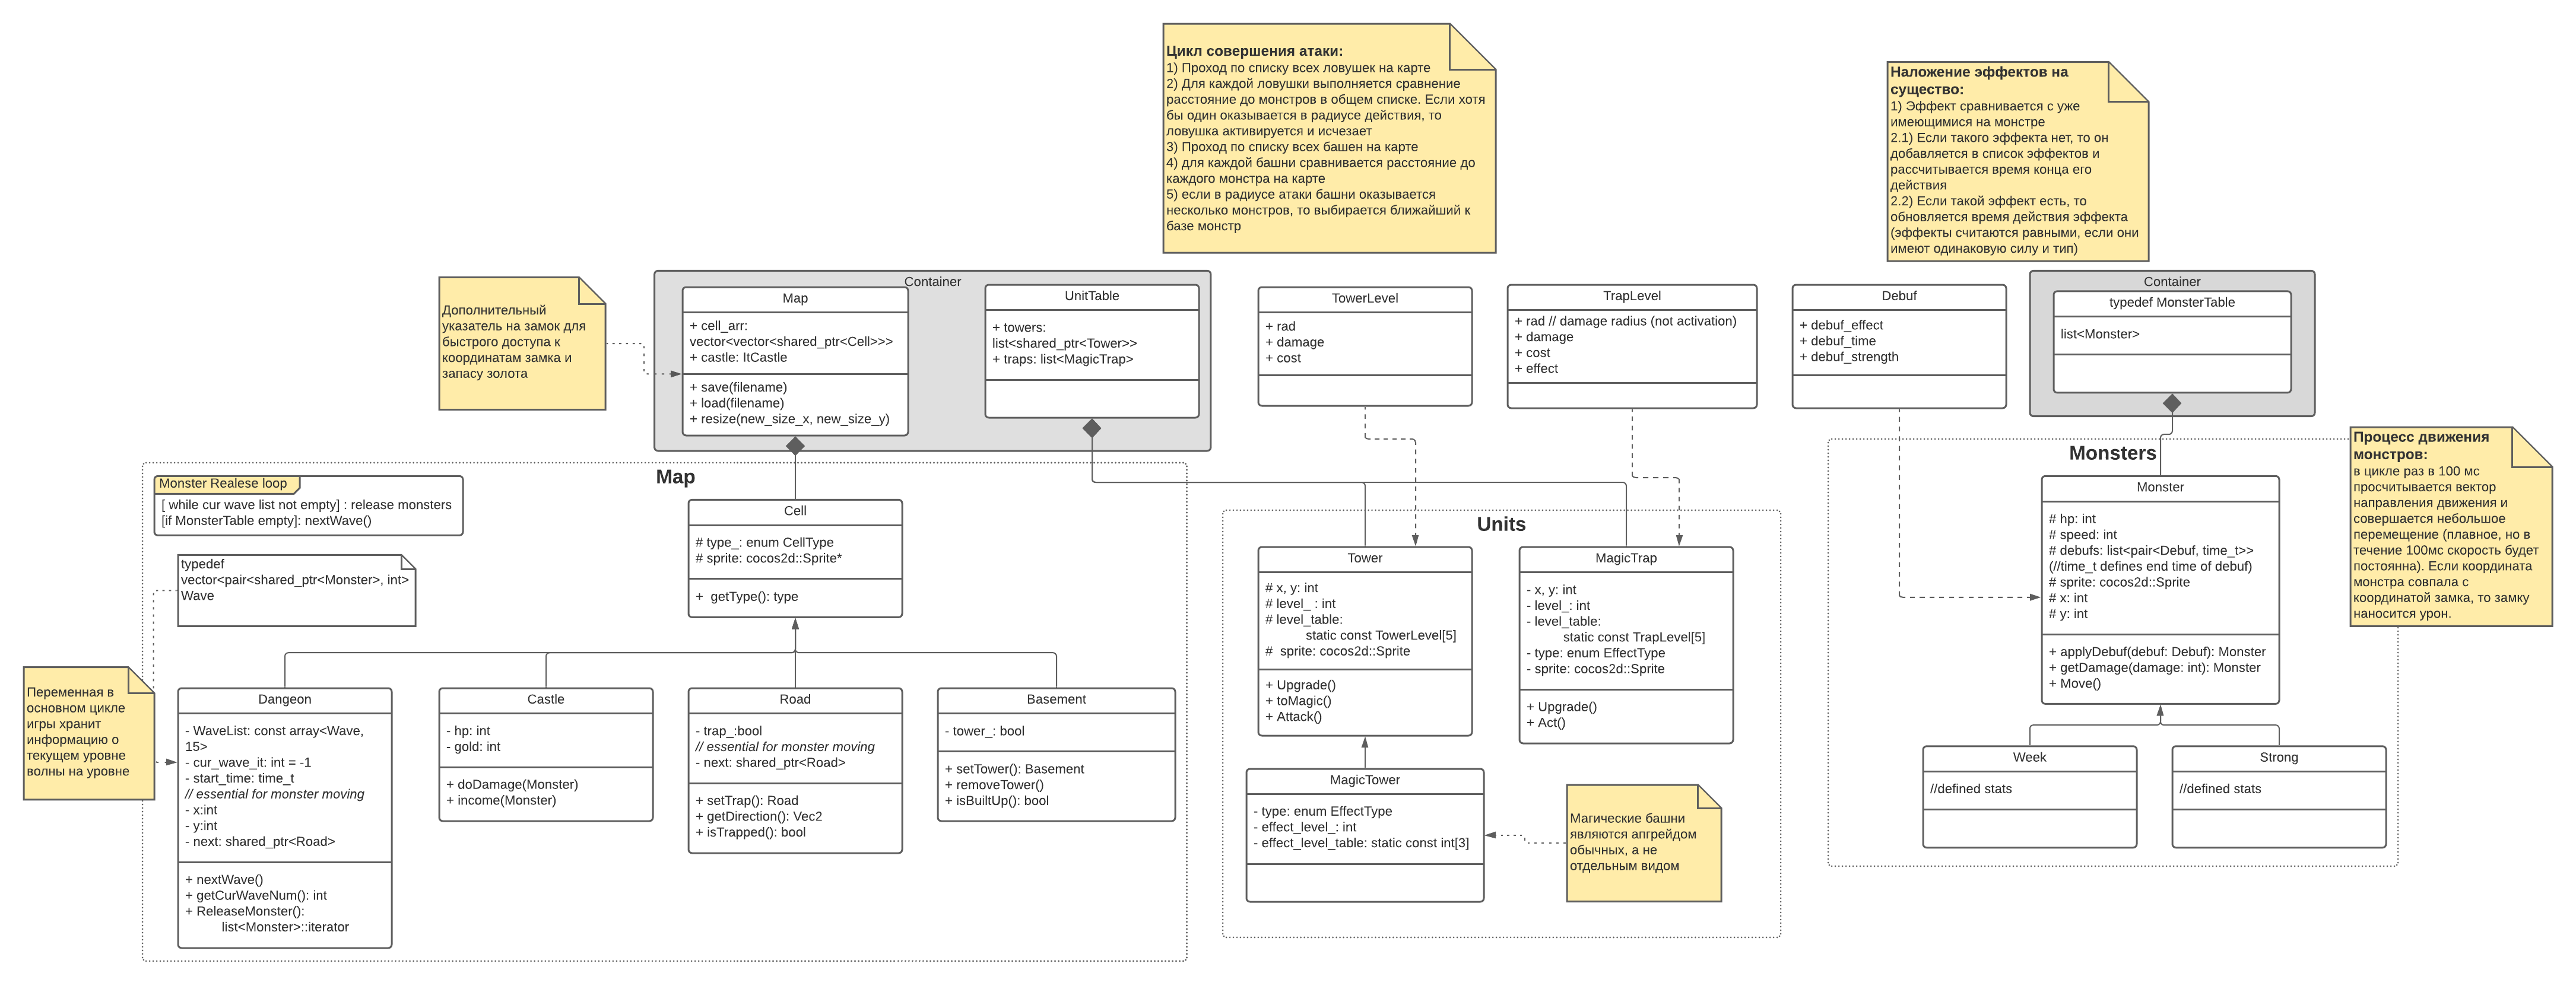 Цикл совершения атаки:
1) Проход по списку всех ловушек на карте
2) Для каждой ловушки выполняется сравнение
расстояние до монстров в общем списке. Если хотя
бы один оказывается в радиусе действия, то
ловушка активируется и исчезает
3) Проход по списку всех башен на карте
4) для каждой башни сравнивается расстояние до
каждого монстра на карте
5) если в радиусе атаки башни оказывается
несколько монстров, то выбирается ближайший к
базе монстр
Наложение эффектов на
существо:
1) Эффект сравнивается с уже
имеющимися на монстре
2.1) Если такого эффекта нет, то он
добавляется в список эффектов и
рассчитывается время конца его
действия
2.2) Если такой эффект есть, то
обновляется время действия эффекта
(эффекты считаются равными, если они
имеют одинаковую силу и тип)
Дополнительный
указатель на замок для
быстрого доступа к
координатам замка и
запасу золота
Container
Map
+ cell_arr:
vector<vector<shared_ptr<Cell>>>
+ castle: ItCastle
+ save(filename)
+ load(filename)
+ resize(new_size_x, new_size_y)
UnitTable
+ towers:
list<shared_ptr<Tower>>
+ traps: list<MagicTrap>
TowerLevel
+ rad
+ damage
+ cost
TrapLevel
+ rad // damage radius (not activation)
+ damage
+ cost
+ effect
Debuf
+ debuf_effect
+ debuf_time
+ debuf_strength
Container
typedef MonsterTable
list<Monster>
Процесс движения
монстров:
в цикле раз в 100 мс
просчитывается вектор
направления движения и
совершается небольшое
перемещение (плавное, но в
течение 100мс скорость будет
постоянна). Если координата
монстра совпала с
координатой замка, то замку
наносится урон.
Map
Monster Realese loop
[ while cur wave list not empty] : release monsters
[if MonsterTable empty]: nextWave()
typedef
vector<pair<shared_ptr<Monster>, int>
Wave
Cell
# type_: enum CellType
# sprite: cocos2d::Sprite*
+ getType(): type
Переменная в
основном цикле
игры хранит
информацию о
текущем уровне
волны на уровне
Dangeon
- WaveList: const array<Wave,
15>
- cur_wave_it: int = -1
- start_time: time_t
// essential for monster moving
- x:int
- y:int
- next: shared_ptr<Road>
+ nextWave()
+ getCurWaveNum(): int
+ ReleaseMonster():
list<Monster>::iterator
Castle
- hp: int
- gold: int
+ doDamage(Monster)
+ income(Monster)
Road
- trap_:bool
// essential for monster moving
- next: shared_ptr<Road>
+ setTrap(): Road
+ getDirection(): Vec2
+ isTrapped(): bool
Basement
- tower_: bool
+ setTower(): Basement
+ removeTower()
+ isBuiltUp(): bool
Units
Tower
# x, y: int
# level_ : int
# level_table:
static const TowerLevel[5]
# sprite: cocos2d::Sprite
+ Upgrade()
+ toMagic()
+ Attack()
MagicTrap
- x, y: int
- level_: int
- level_table:
static const TrapLevel[5]
- type: enum EffectType
- sprite: cocos2d::Sprite
+ Upgrade()
+ Act()
MagicTower
- type: enum EffectType
- effect_level_: int
- effect_level_table: static const int[3]
Магические башни
являются апгрейдом
обычных, а не
отдельным видом
Monsters
Monster
# hp: int
# speed: int
# debufs: list<pair<Debuf, time_t>>
(//time_t defines end time of debuf)
# sprite: cocos2d::Sprite
# x: int
# y: int
+ applyDebuf(debuf: Debuf): Monster
+ getDamage(damage: int): Monster
+ Move()
Week
//defined stats
Strong
//defined stats